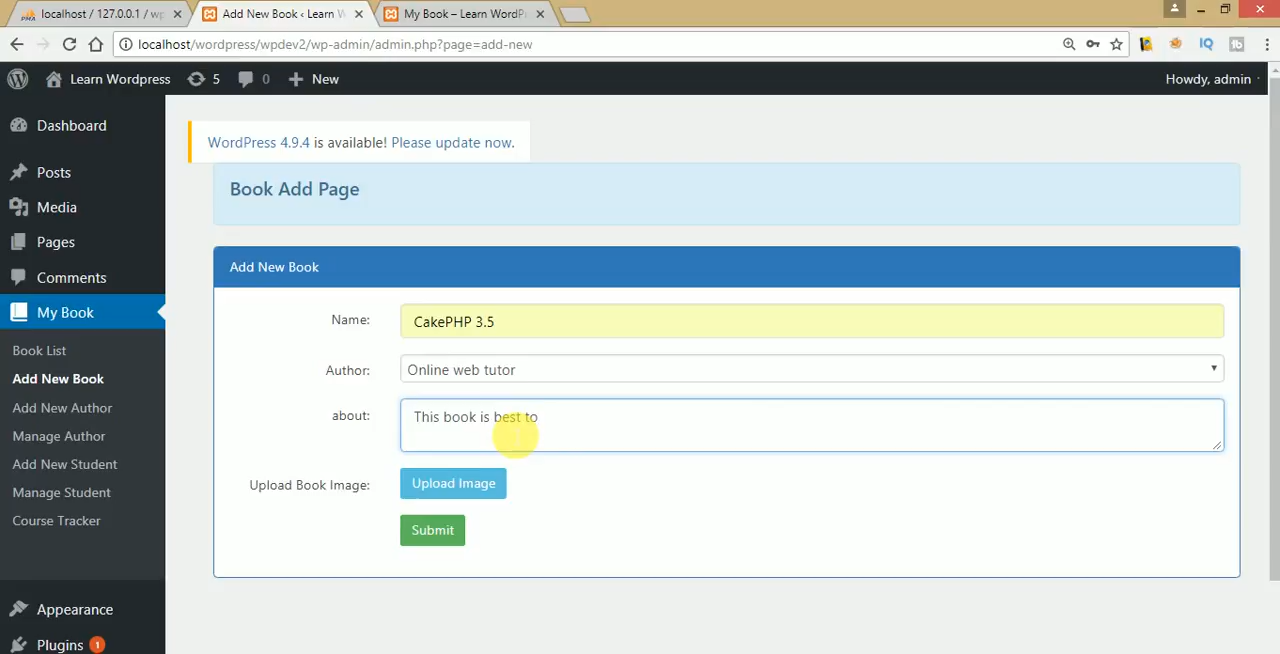 localhost / 127.0.0.1 / wp
Add New Book ‹ Learn W
My Book – Learn WordPr
localhost/wordpress/wpdev2/wp-admin/admin.php?page=add-new
Learn Wordpress 5 0 New Howdy, admin
Dashboard
Posts
Media
Pages
Comments
My Book
Book List
Add New Book
Add New Author
Manage Author
Add New Student
Manage Student
Course Tracker
Appearance
Plugins 1
WordPress 4.9.4 is available! Please update now.
Book Add Page
Add New Book
Name: CakePHP 3.5
Author: Online web tutor
about: This book is best to
Upload Book Image: Upload Image
Submit